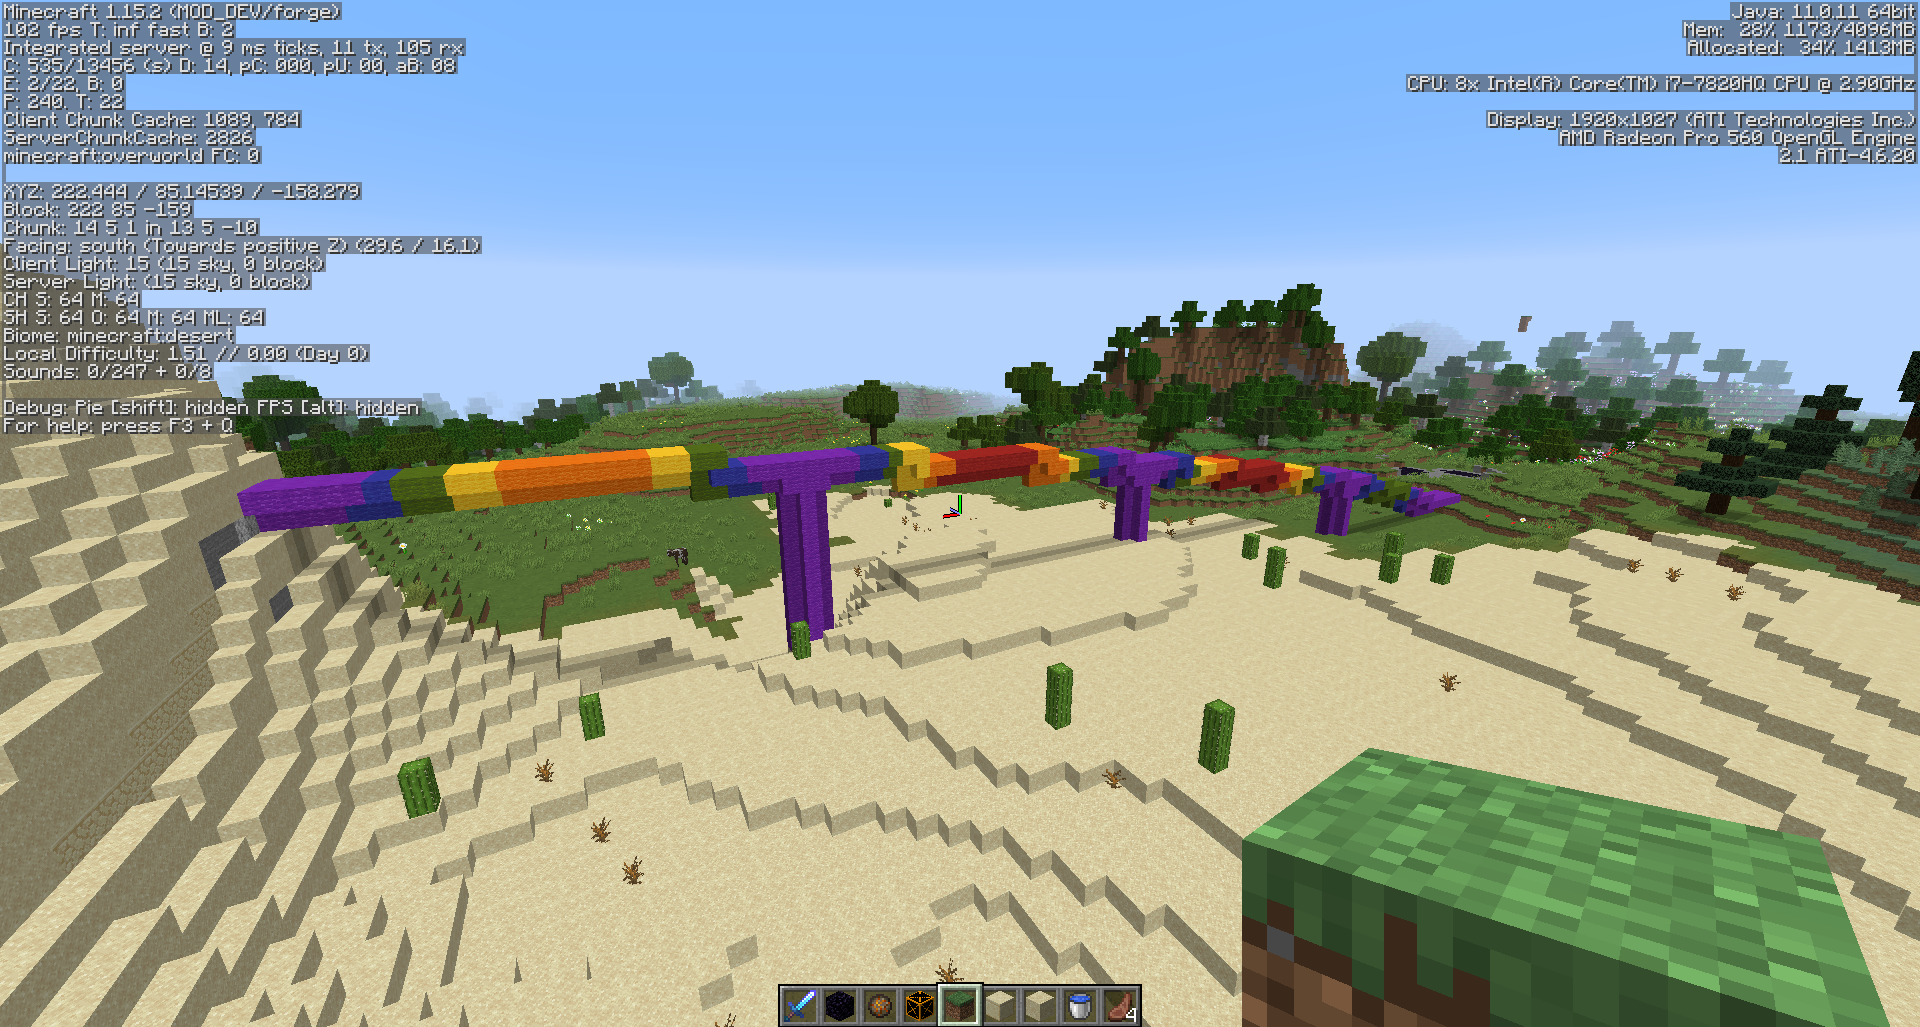 Minecraft 1.15.2 (MOD_DEV/forge)
102 fps T: inf fast B: 2
Integrated server @ 9 ms ticks, 11 tx, 105 rx
C: 535/13456 (s) D: 14, pC: 000, pU: 00, aB: 08
E: 2/22, B: 0
P: 240. T: 22
Client Chunk Cache: 1089, 784
ServerChunkCache: 2826
minecraft:overworld FC: 0
XYZ: 222.444 / 85.14539 / -158.279
Block: 222 85 -159
Chunk: 14 5 1 in 13 5 -10
Facing: south (Towards positive Z) (29.6 / 16.1)
Client Light: 15 (15 sky, 0 block)
Server Light: (15 sky, 0 block)
CH S: 64 M: 64
SH S: 64 O: 64 M: 64 ML: 64
Biome: minecraft:desert
Local Difficulty: 1.51 // 0.00 (Day 0)
Sounds: 0/247 + 0/8
Debug: Pie [shift]: hidden FPS [alt]: hidden
For help: press F3 + Q
Java: 11.0.11 64bit
Mem: 28% 1173/4096MB
Allocated: 34% 1413MB
CPU: 8x Intel(R) Core(TM) i7-7820HQ CPU @ 2.90GHz
Display: 1920x1027 (ATI Technologies Inc.)
AMD Radeon Pro 560 OpenGL Engine
2.1 ATI-4.6.20
4